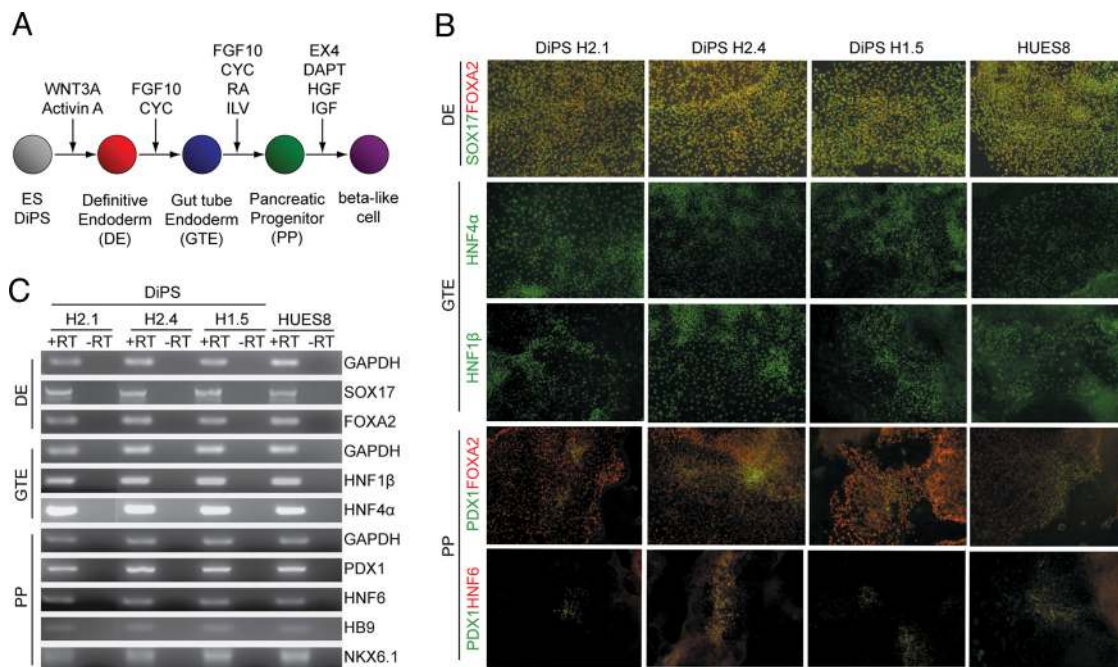 A
WNT3A
Activin A
FGF10
CYC
FGF10
CYC
RA
ILV
EX4
DAPT
HGF
IGF
ES
DiPS
Definitive
Endoderm
(DE)
Gut tube
Endoderm
(GTE)
Pancreatic
Progenitor
(PP)
beta-like
cell
B
DiPS H2.1 DiPS H2.4 DiPS H1.5 HUES8
DE
SOX17FOXA2
GTE
HNF4α
HNF1β
PP
PDX1FOXA2
PDX1HNF6
C
DiPS
H2.1 H2.4 H1.5 HUES8
+RT -RT +RT -RT +RT -RT +RT -RT
DE
GAPDH
SOX17
FOXA2
GTE
GAPDH
HNF1β
HNF4α
PP
GAPDH
PDX1
HNF6
HB9
NKX6.1